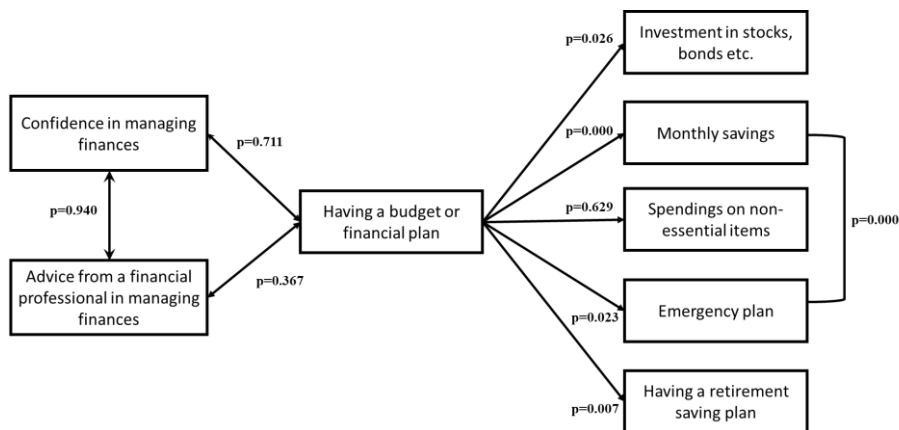 p=0.026
Investment in stocks,
bonds etc.
Confidence in managing
finances
p=0.711
p=0.000
Monthly savings
p=0.940
Having a budget or
financial plan
p=0.629
Spendings on non-
essential items
p=0.000
Advice from a financial
professional in managing
finances
p=0.367
p=0.023
Emergency plan
p=0.007
Having a retirement
saving plan